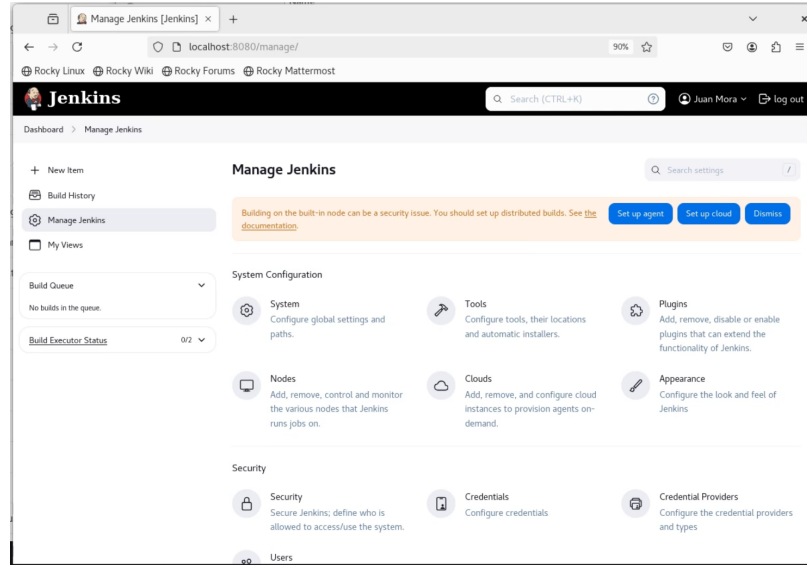 Manage Jenkins [Jenkins]
localhost:8080/manage/
90%
Rocky Linux
Rocky Wiki
Rocky Forums
Rocky Mattermost
Jenkins
Search (CTRL+K)
?
Juan Mora
log out
Dashboard > Manage Jenkins
+ New Item
Build History
Manage Jenkins
My Views
Build Queue
No builds in the queue.
Build Executor Status
0/2
Manage Jenkins
Search settings
/
Building on the built-in node can be a security issue. You should set up distributed builds. See the
documentation.
Set up agent
Set up cloud
Dismiss
System Configuration
System
Configure global settings and
paths.
Tools
Configure tools, their locations
and automatic installers.
Plugins
Add, remove, disable or enable
plugins that can extend the
functionality of Jenkins.
Nodes
Add, remove, control and monitor
the various nodes that Jenkins
runs jobs on.
Clouds
Add, remove, and configure cloud
instances to provision agents on-
demand.
Appearance
Configure the look and feel of
Jenkins
Security
Security
Secure Jenkins; define who is
allowed to access/use the system.
Credentials
Configure credentials
Credential Providers
Configure the credential providers
and types
Users